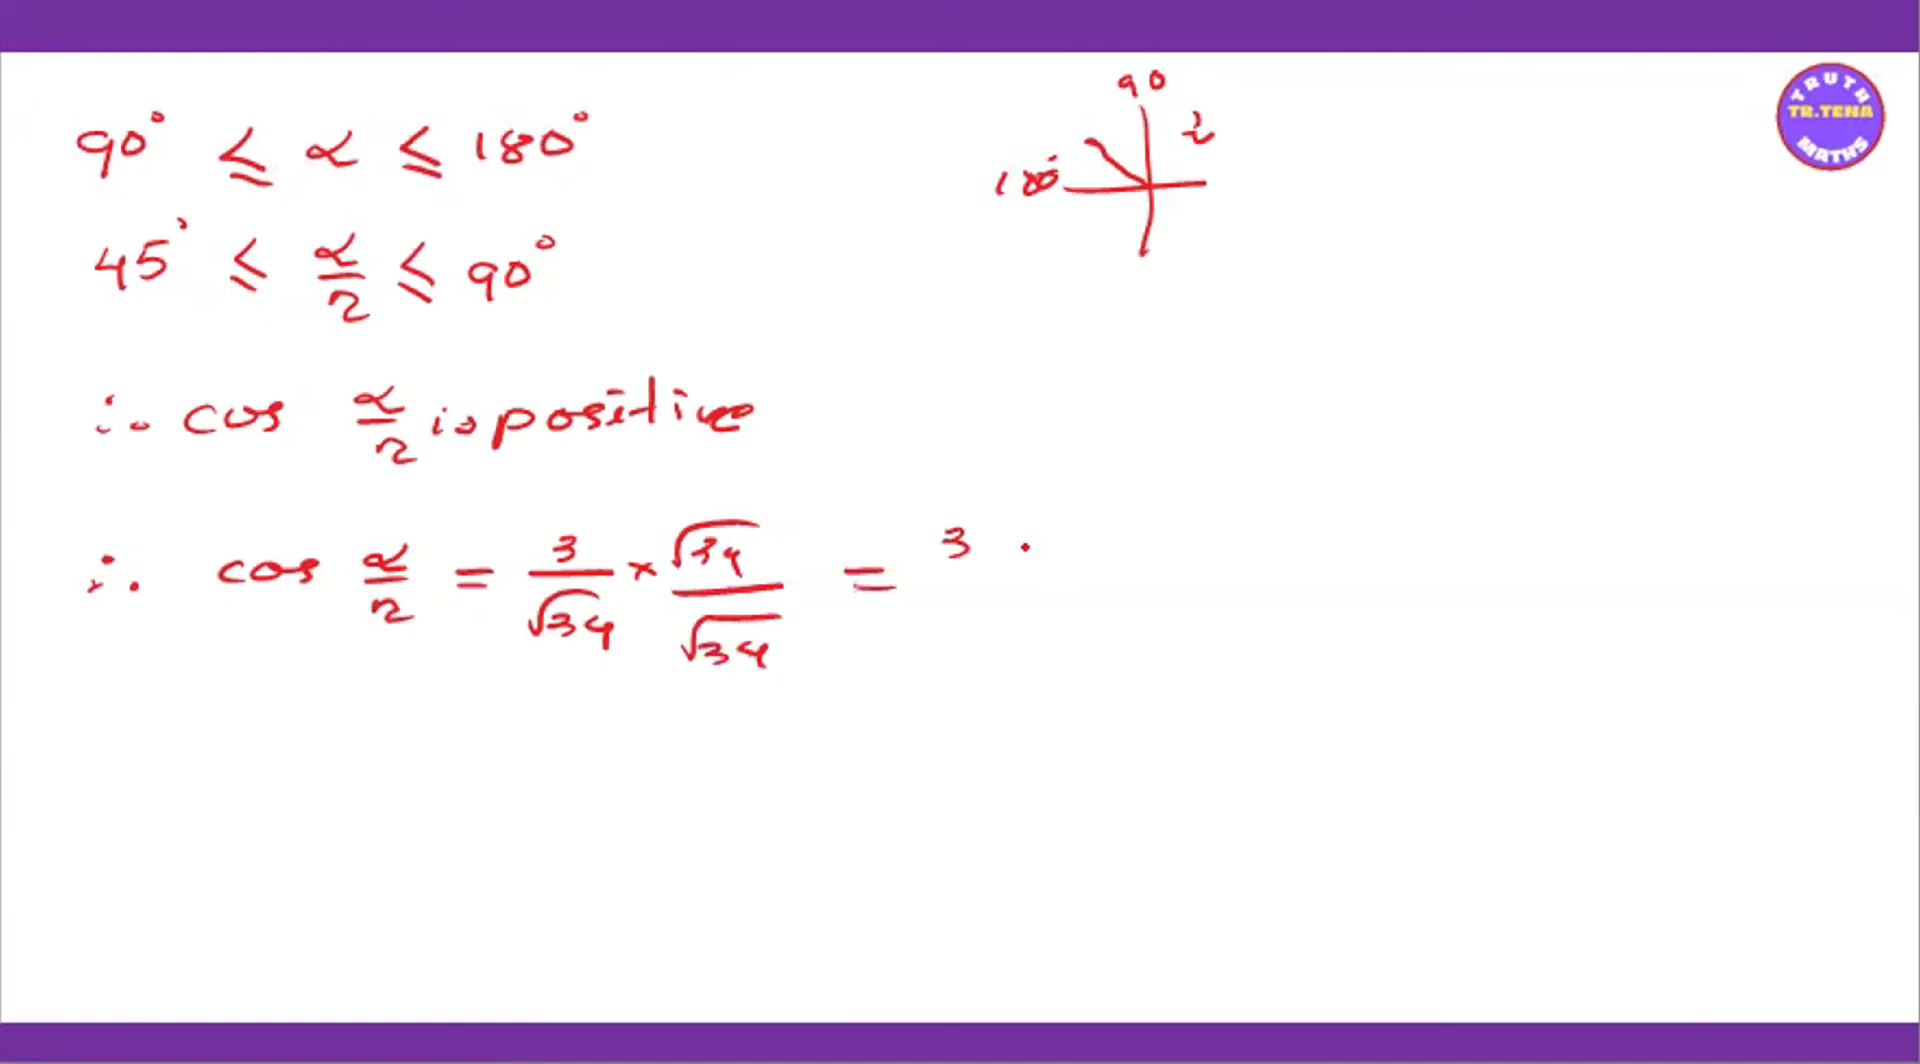 90° ≤ α ≤ 180°
90
180°
TRUTH
TR.TENA
MATHS
45° ≤ α/2 ≤ 90°
∴ cos α/2 is positive
∴ cos α/2 = 3/√34 × √34/√34 = 3